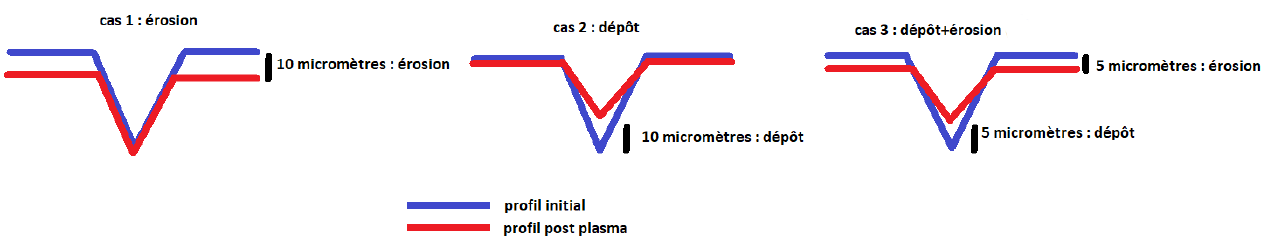 cas 1 : érosion
10 micromètres : érosion
cas 2 : dépôt
10 micromètres : dépôt
cas 3 : dépôt+érosion
5 micromètres : érosion
5 micromètres : dépôt
profil initial
profil post plasma